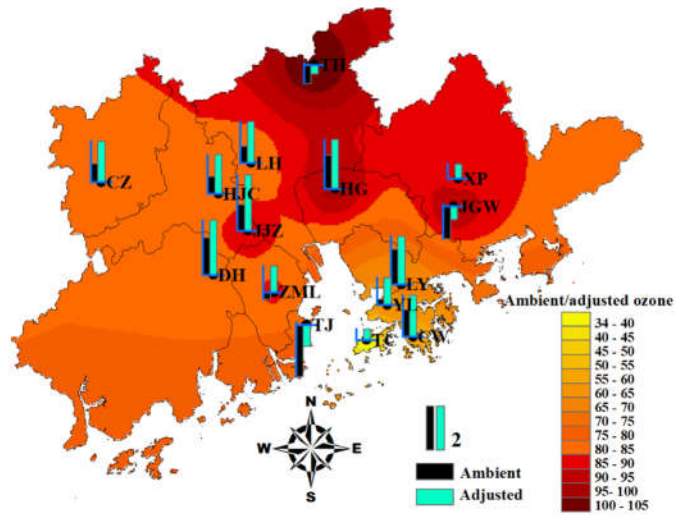 TH
LH
CZ
HJC
HG
XP
JGW
JJZ
DH
LY
ZML
YL
TJ
TC
CW
Ambient/adjusted ozone
34 - 40
40 - 45
45 - 50
50 - 55
55 - 60
60 - 65
65 - 70
70 - 75
75 - 80
80 - 85
85 - 90
90 - 95
95- 100
100 - 105
N
W
E
S
2
Ambient
Adjusted